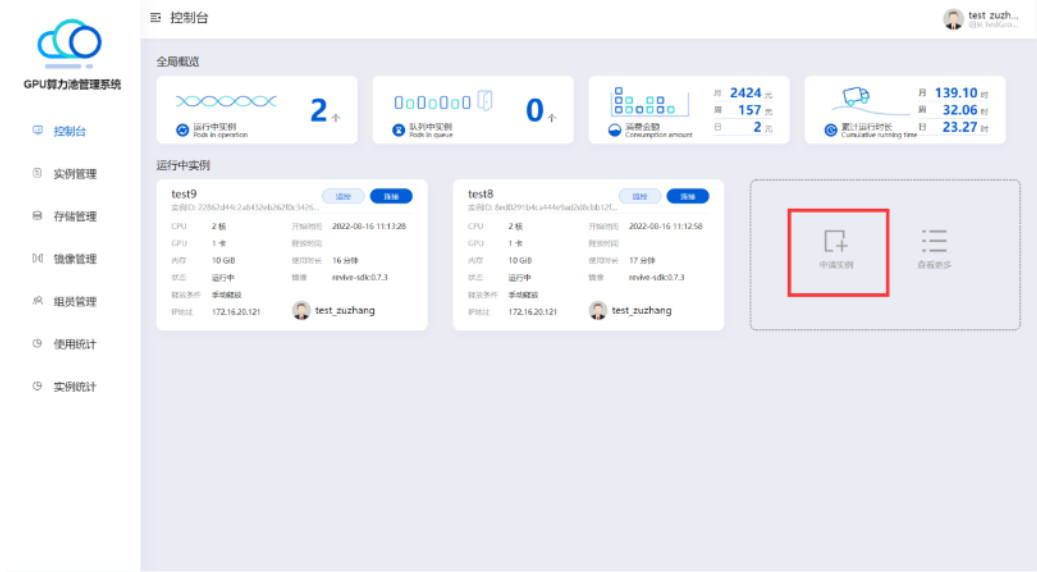 控制台
test_zuzh...
GPU算力池管理系统
控制台
实例管理
存储管理
镜像管理
组员管理
使用统计
实例统计
全局概览
运行中实例
Pods in operation
2 个
队列中实例
Pods in queue
0 个
消费金额
Consumption amount
月 2424 元
周 157 元
日 2 元
累计运行时长
Cumulative running time
月 139.10 时
周 32.06 时
日 23.27 时
运行中实例
test9
连接
CPU 2 核 开始时间 2022-08-16 11:13:28
GPU 1 卡 释放时间
内存 10 GiB 使用时长 16 分钟
状态 运行中 镜像 revive-sdk:0.7.3
释放条件 手动释放
IP地址 172.16.20.121 test_zuzhang
test8
连接
CPU 2 核 开始时间 2022-08-16 11:12:58
GPU 1 卡 释放时间
内存 10 GiB 使用时长 17 分钟
状态 运行中 镜像 revive-sdk:0.7.3
释放条件 手动释放
IP地址 172.16.20.121 test_zuzhang
申请实例
查看更多